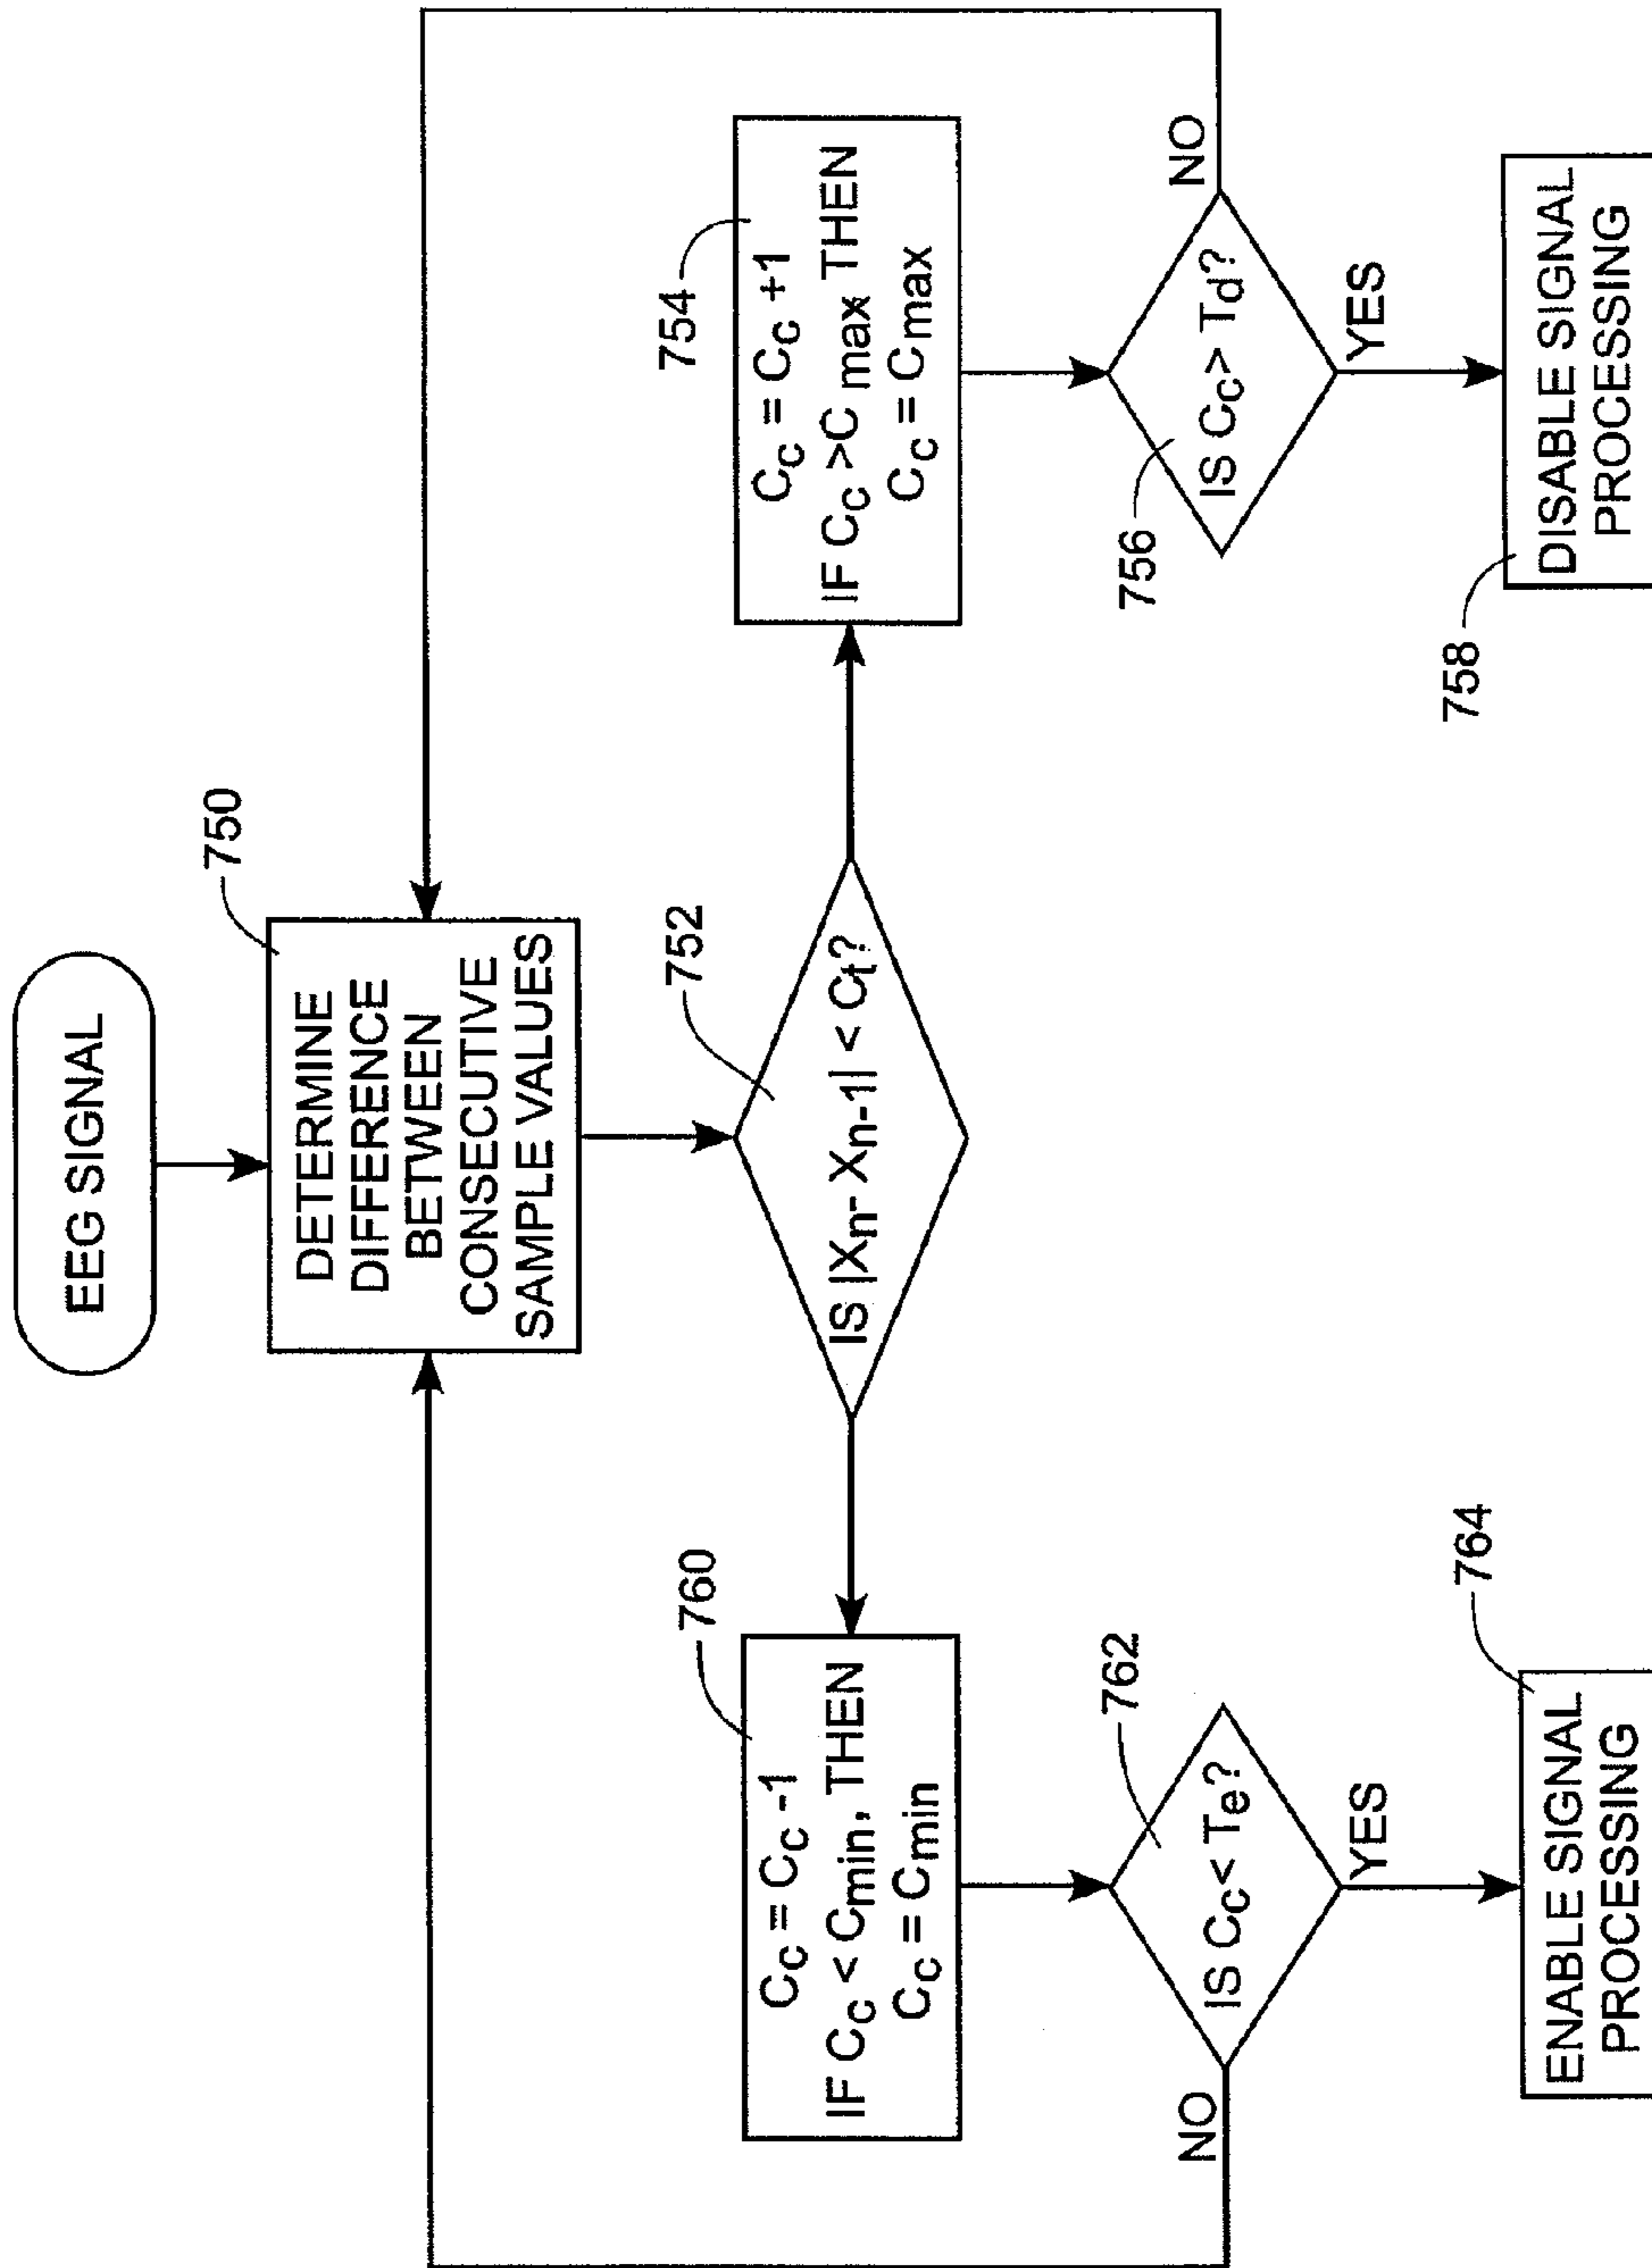 EEG SIGNAL
750
DETERMINE
DIFFERENCE
BETWEEN
CONSECUTIVE
SAMPLE VALUES
752
IS |Xn- Xn-1| < Ct?
760
Cc = Cc -1
IF Cc < Cmin, THEN
Cc = Cmin
754
Cc = Cc +1
IF Cc >C max THEN
Cc = Cmax
762
IS Cc < Te?
NO
YES
756
IS Cc > Td?
NO
YES
764
ENABLE SIGNAL
PROCESSING
758
DISABLE SIGNAL
PROCESSING